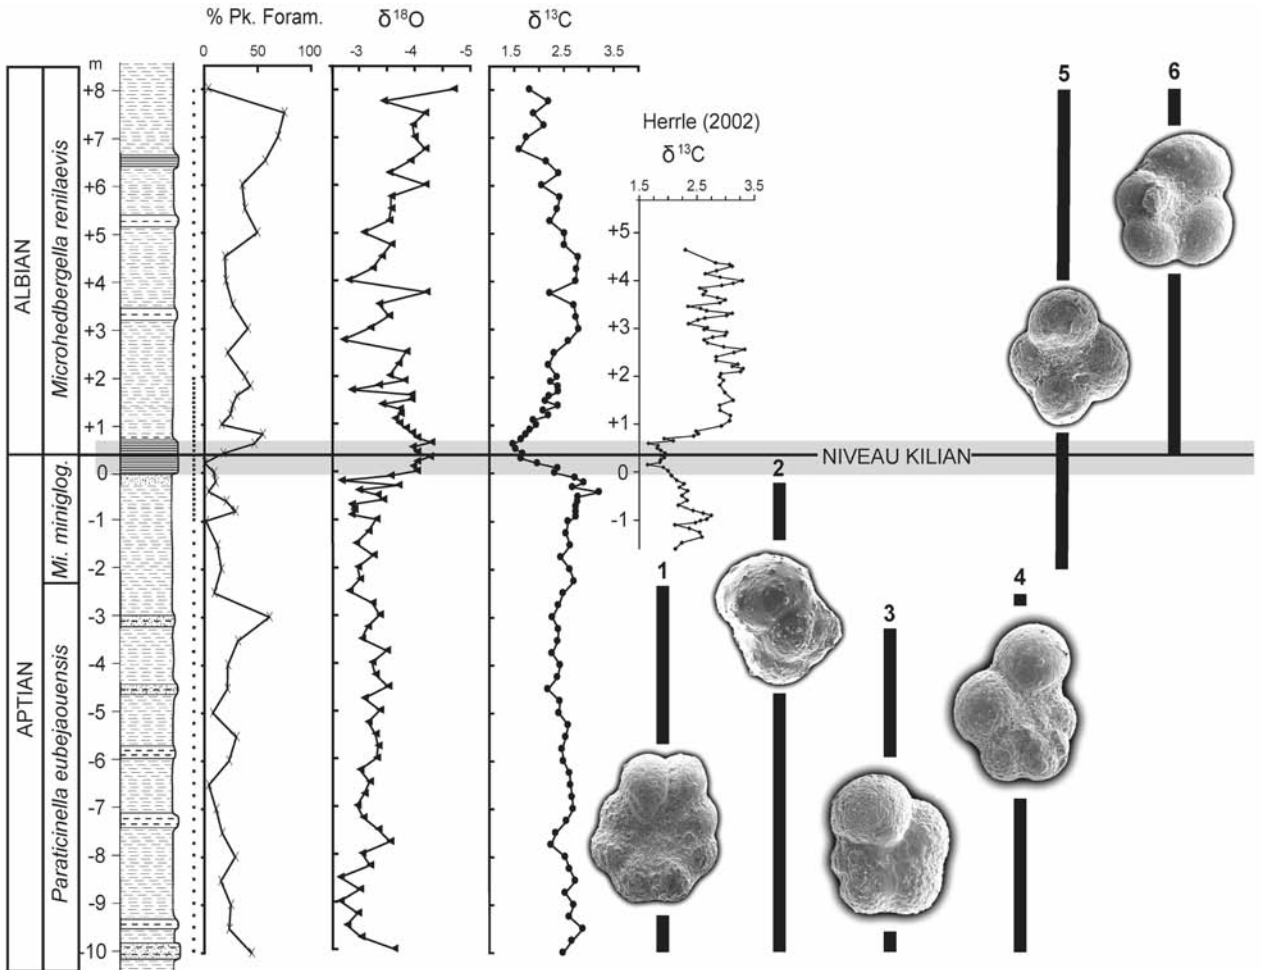 % Pk. Foram.
δ18O
δ13C
0 50 100
-3 -4 -5
1.5 2.5 3.5
m
+8
+7
+6
+5
+4
+3
+2
+1
0
-1
-2
-3
-4
-5
-6
-7
-8
-9
-10
ALBIAN
APTIAN
Microhedbergella renilaevis
Mi. miniglog.
Paraticinella eubejaouensis
Herrle (2002)
δ13C
1.5 2.5 3.5
+5
+4
+3
+2
+1
0
-1
NIVEAU KILIAN
1
2
3
4
5
6